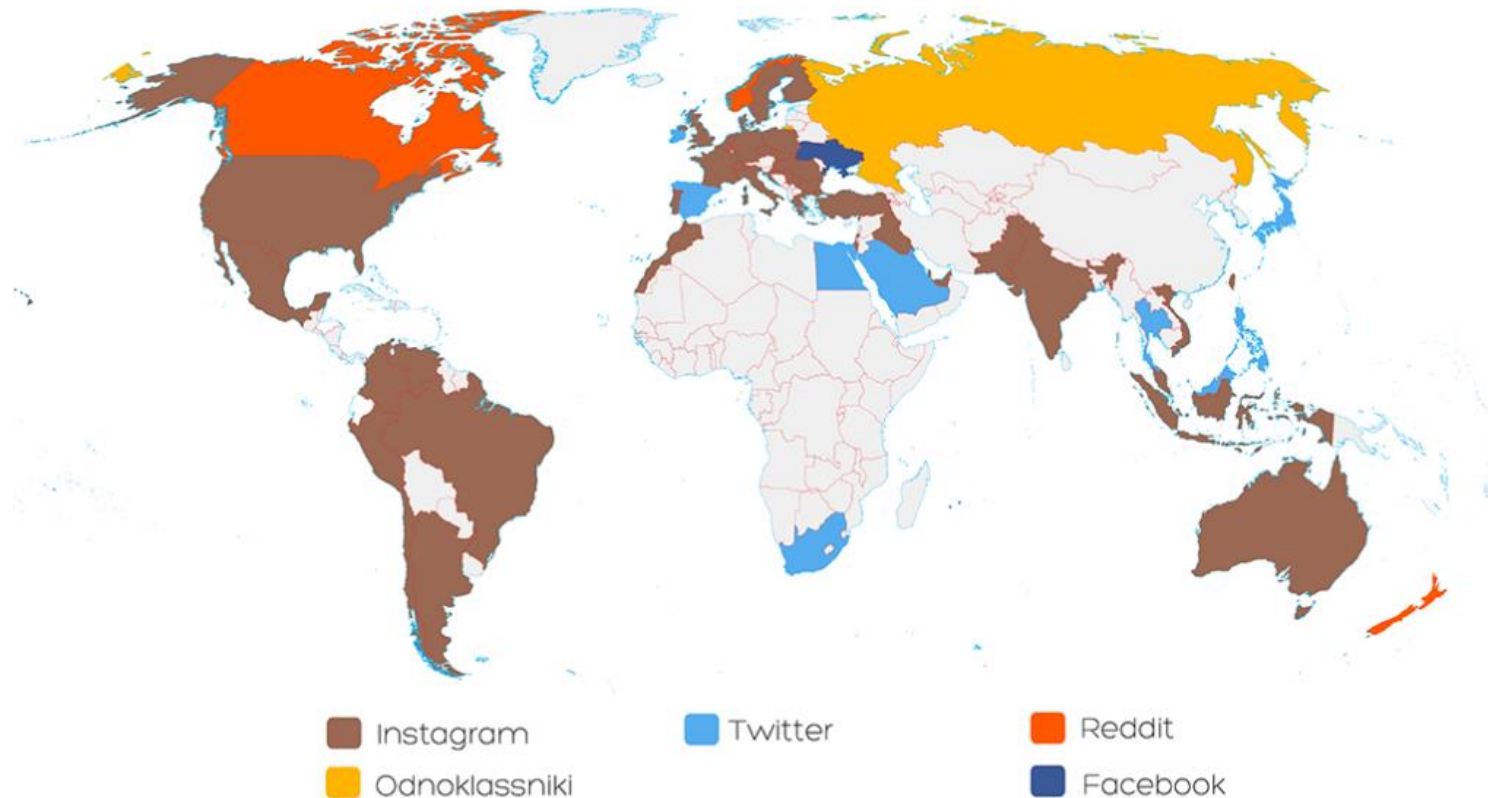 Instagram
Twitter
Reddit
Odnoklassniki
Facebook